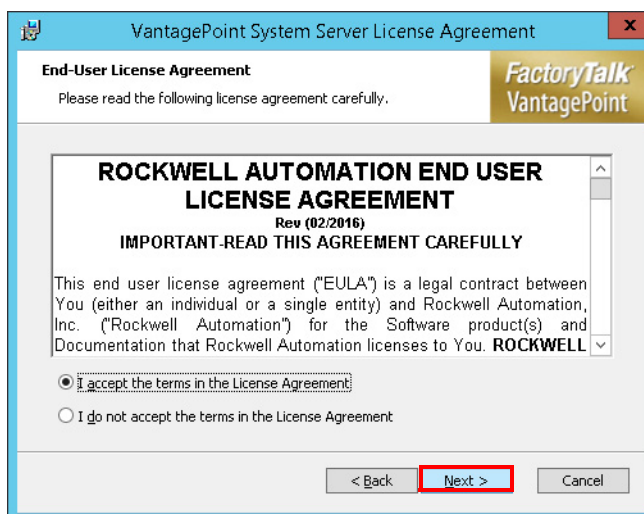 VantagePoint System Server License Agreement
x
End-User License Agreement
Please read the following license agreement carefully.
FactoryTalk
VantagePoint
ROCKWELL AUTOMATION END USER
LICENSE AGREEMENT
Rev (02/2016)
IMPORTANT-READ THIS AGREEMENT CAREFULLY
This end user license agreement ("EULA") is a legal contract between
You (either an individual or a single entity) and Rockwell Automation,
Inc. ("Rockwell Automation") for the Software product(s) and
Documentation that Rockwell Automation licenses to You. ROCKWELL
I accept the terms in the License Agreement
I do not accept the terms in the License Agreement
< Back
Next >
Cancel